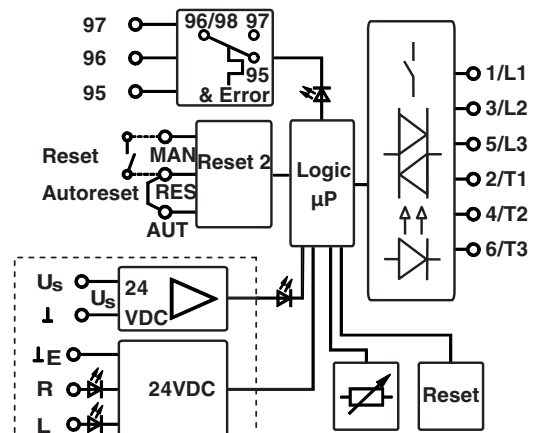 97
96/98 97
96
95
95
& Error
1/L1
3/L2
5/L3
2/T1
4/T2
6/T3
Reset
MAN
Reset 2
Autoreset
RES
AUT
Logic
μP
Us
Us
24
VDC
⊥
⊥E
R
L
24VDC
Reset